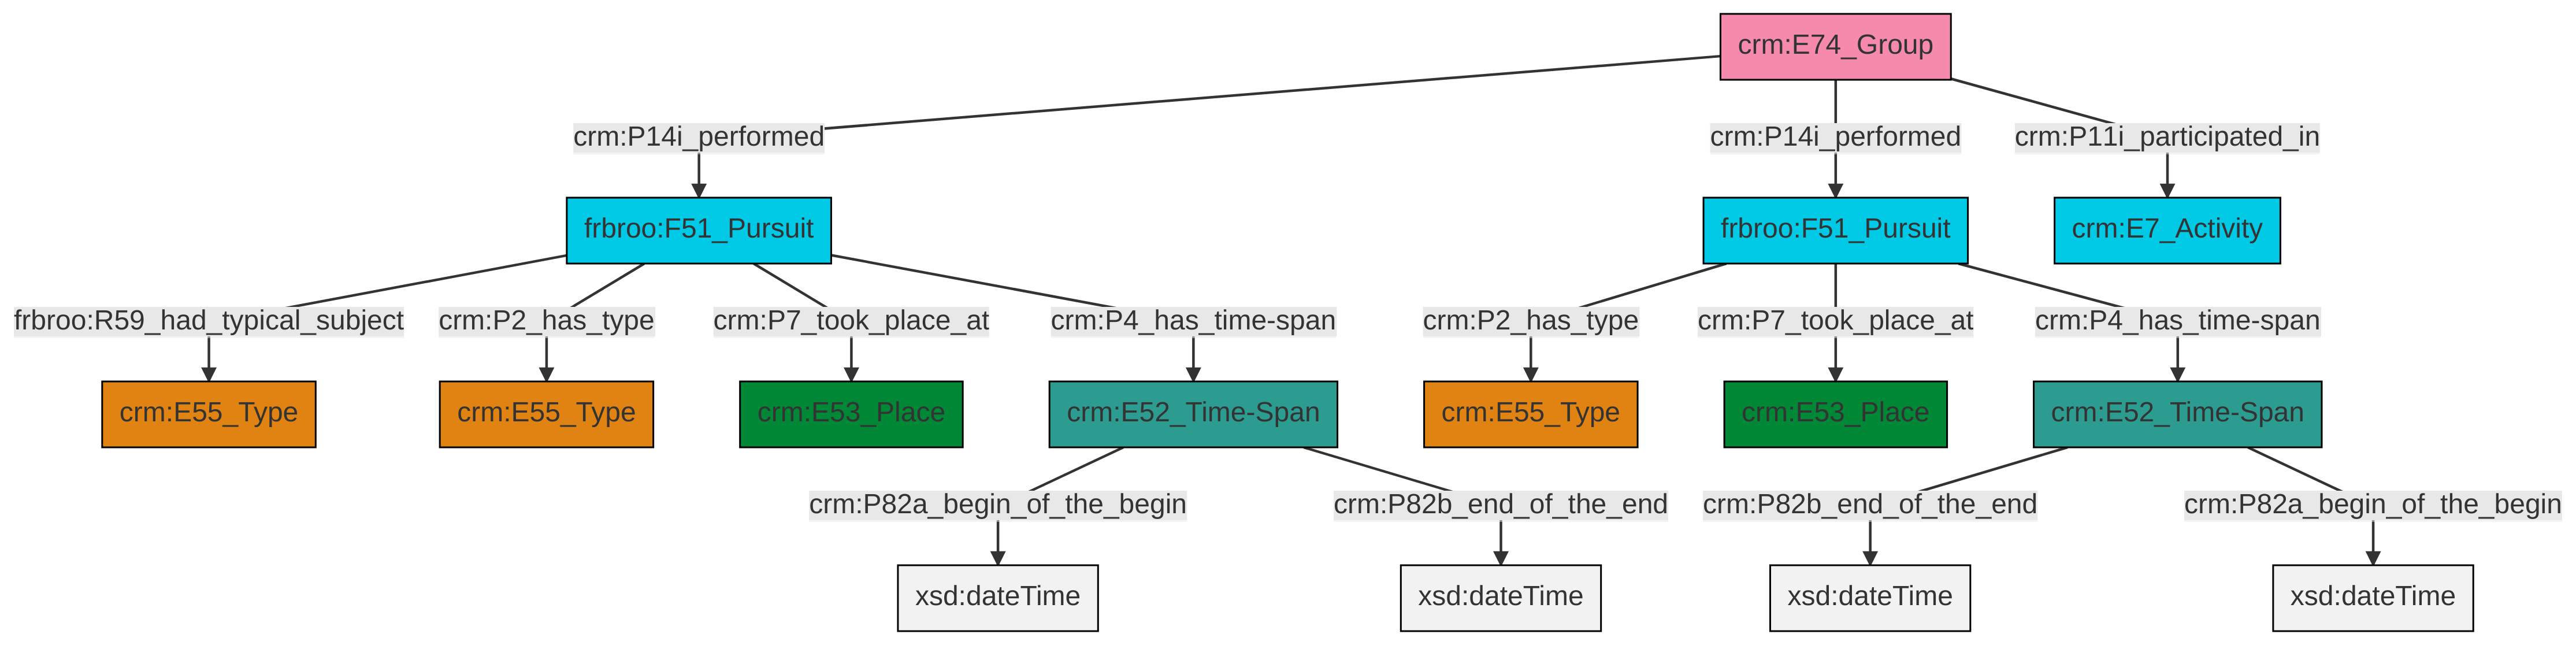 crm:E74_Group
crm:P14i_performed
crm:P14i_performed
crm:P11i_participated_in
frbroo:F51_Pursuit
frbroo:F51_Pursuit
crm:E7_Activity
frbroo:R59_had_typical_subject
crm:P2_has_type
crm:P7_took_place_at
crm:P4_has_time-span
crm:P2_has_type
crm:P7_took_place_at
crm:P4_has_time-span
crm:E55_Type
crm:E55_Type
crm:E53_Place
crm:E52_Time-Span
crm:E55_Type
crm:E53_Place
crm:E52_Time-Span
crm:P82a_begin_of_the_begin
crm:P82b_end_of_the_end
crm:P82b_end_of_the_end
crm:P82a_begin_of_the_begin
xsd:dateTime
xsd:dateTime
xsd:dateTime
xsd:dateTime